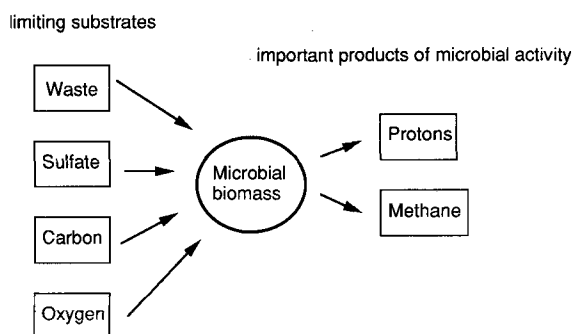 limiting substrates
important products of microbial activity
Waste
Protons
Sulfate
Microbial
biomass
Methane
Carbon
Oxygen